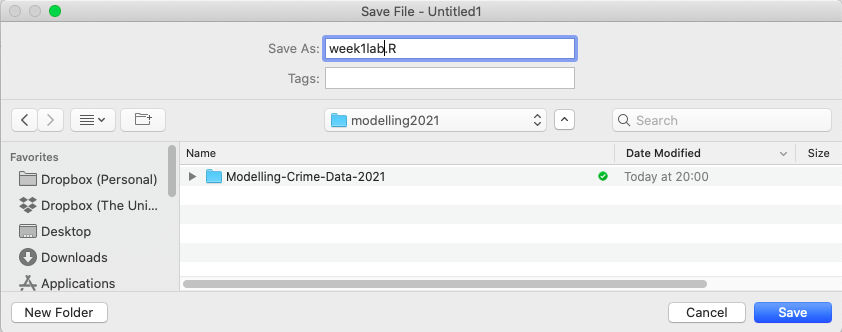 Save File - Untitled1
Save As: week1lab.R
Tags:
modelling2021
Search
Favorites
Dropbox (Personal)
Dropbox (The Uni...
Desktop
Downloads
Applications
Name Date Modified Size
Modelling-Crime-Data-2021 Today at 20:00
New Folder Cancel Save